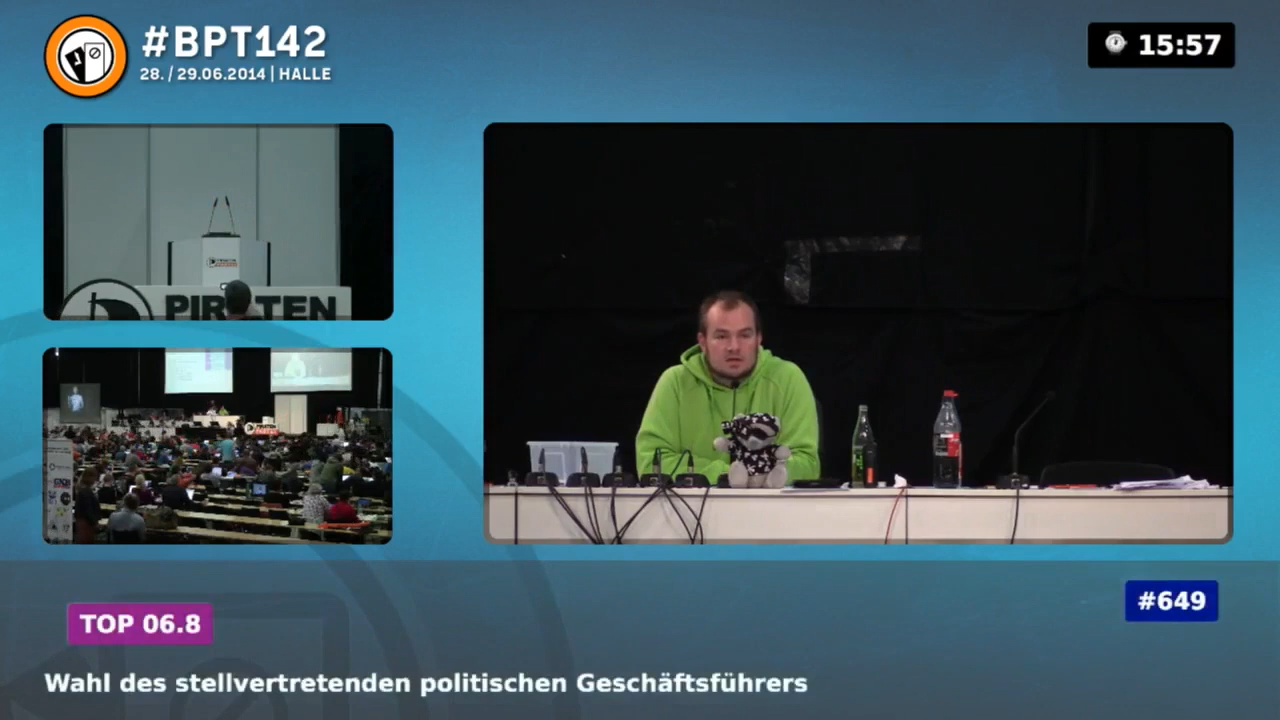 #BPT142
28. / 29.06.2014 | HALLE
15:57
PIRATEN
#649
TOP 06.8
Wahl des stellvertretenden politischen Geschäftsführers